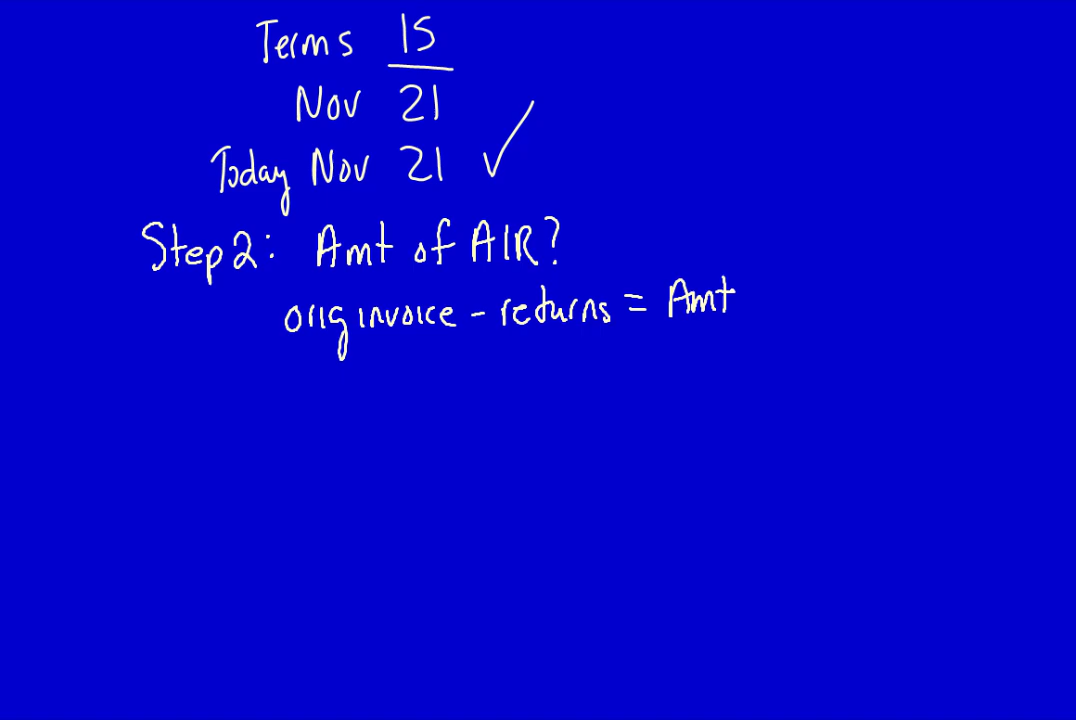 Terms 15
Nov 21
Today Nov 21 ✓
Step 2: Amt of A/R?
orig invoice - returns = Amt